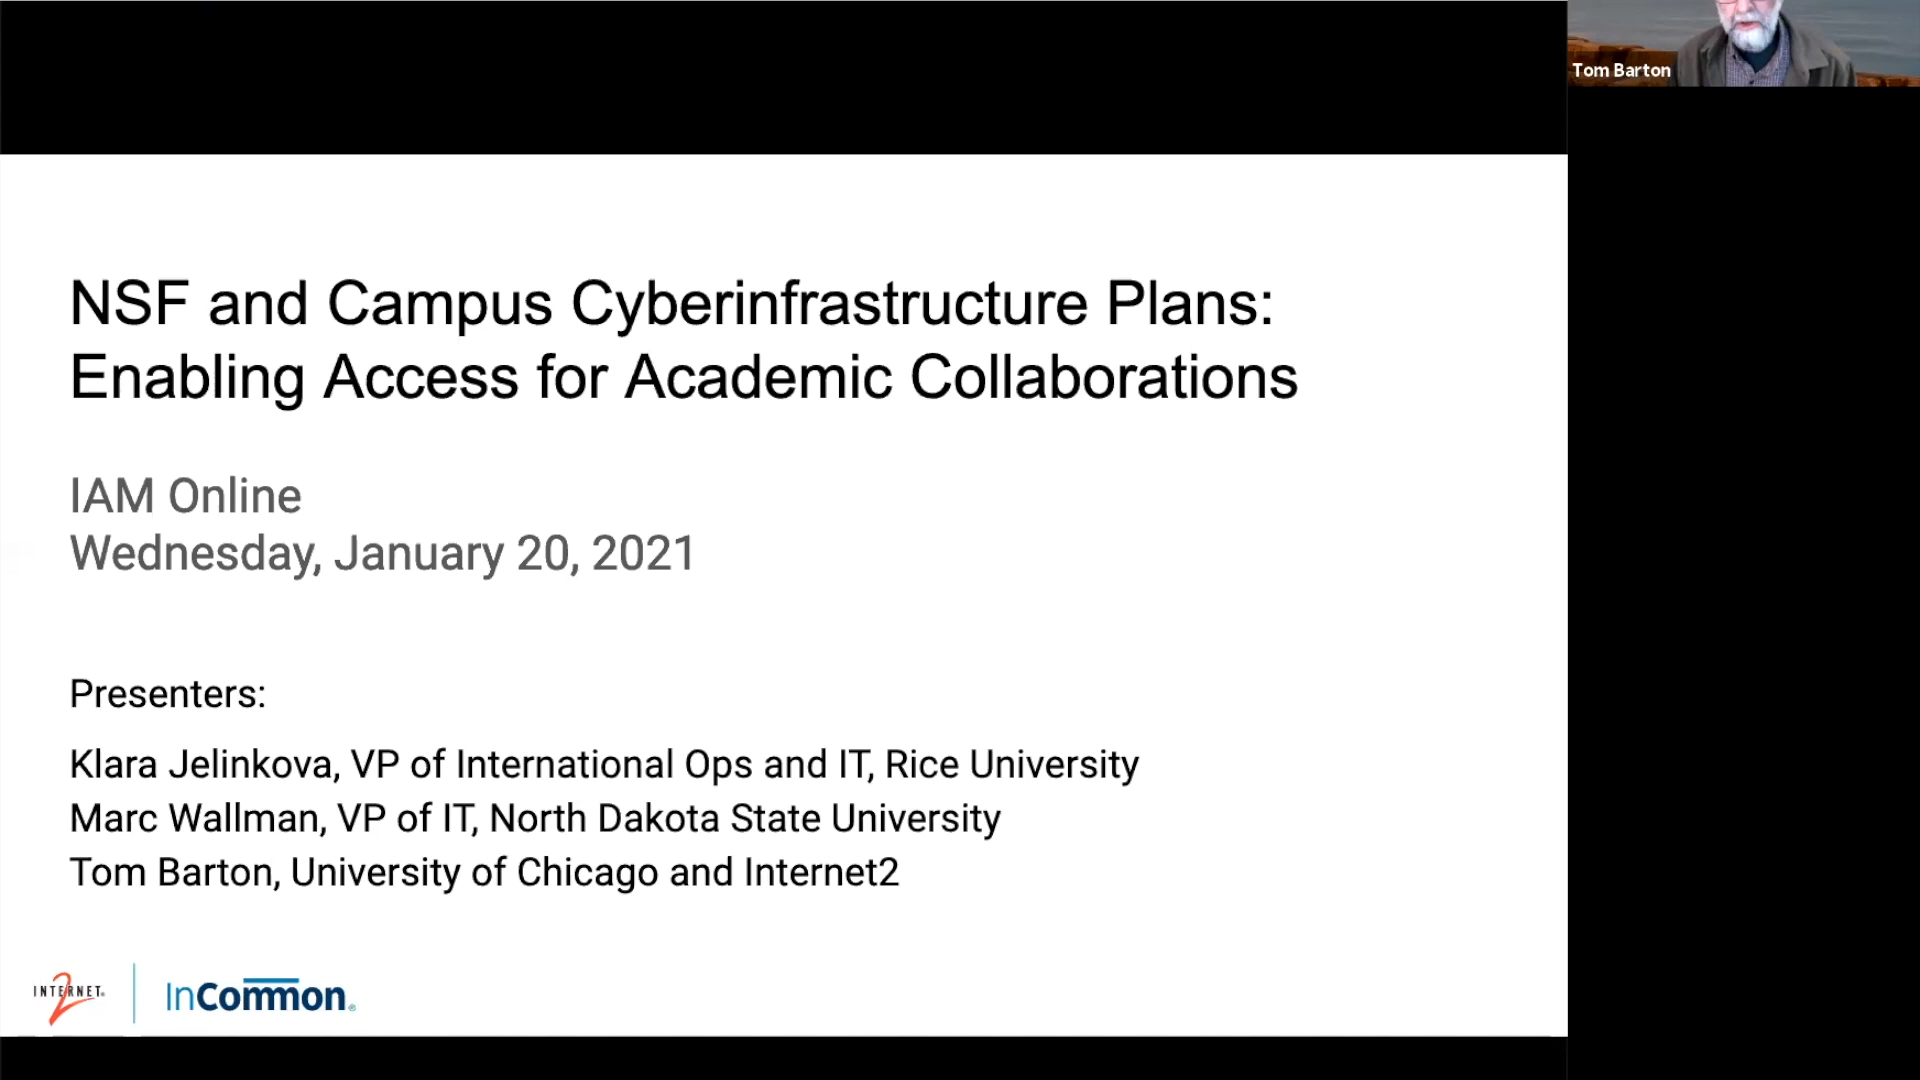 Tom Barton
NSF and Campus Cyberinfrastructure Plans:
Enabling Access for Academic Collaborations
IAM Online
Wednesday, January 20, 2021
Presenters:
Klara Jelinkova, VP of International Ops and IT, Rice University
Marc Wallman, VP of IT, North Dakota State University
Tom Barton, University of Chicago and Internet2
INTERNET 2
InCommon®